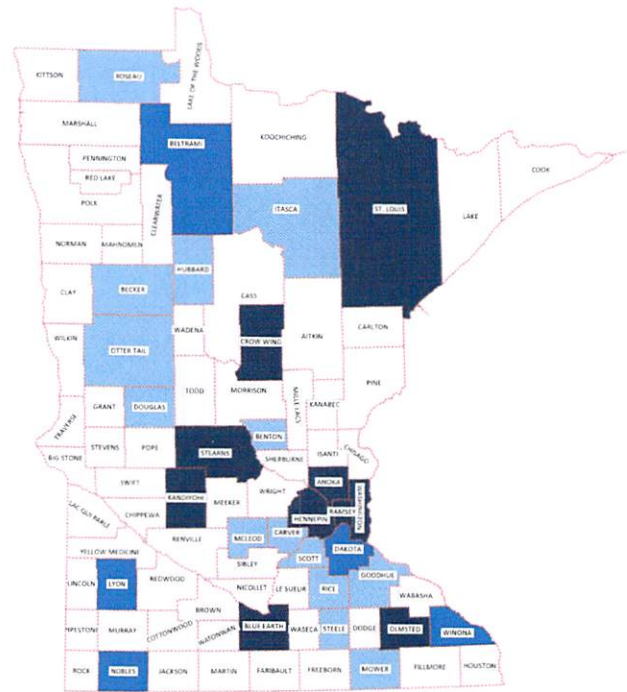 LAKE OF THE WOODS
KITTSON
ROSEAU
MARSHALL
BELTRAMI
KOOCHICHING
PENNINGTON
RED LAKE
POLK
CLEARWATER
ITASCA
ST. LOUIS
COOK
LAKE
NORMAN
MAHNOMEN
HUBBARD
CLAY
BECKER
CASS
WADENA
CROW WING
AITKIN
CARLTON
WILKIN
OTTER TAIL
PINE
TODD
MORRISON
MILLE LACS
KANABEC
GRANT
DOUGLAS
TRAVERSE
BENTON
STEVENS
POPE
STEARNS
BIG STONE
SHERBURNE
ISANTI
CHISAGO
SWIFT
KANDIYOHI
ANOKA
WASHINGTON
MEEKER
WRIGHT
LAC QUI PARLE
CHIPPEWA
HENNEPIN
RAMSEY
RENVILLE
MCLEOD
CARVER
DAKOTA
YELLOW MEDICINE
SCOTT
SIBLEY
GOODHUE
LINCOLN
LYON
REDWOOD
NICOLLET
LE SUEUR
RICE
WABASHA
BROWN
PIPESTONE
MURRAY
COTTONWOOD
WATONWAN
BLUE EARTH
WASECA
STEELE
DODGE
OLMSTED
WINONA
ROCK
NOBLES
JACKSON
MARTIN
FARIBAULT
FREEBORN
MOWER
FILLMORE
HOUSTON